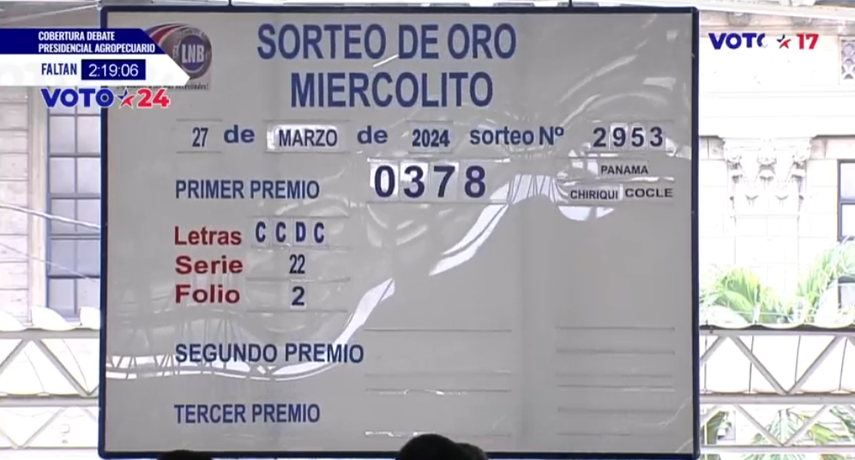 COBERTURA DEBATE
PRESIDENCIAL AGROPECUARIO
FALTAN 2:19:06
VOTO 24
LNB
VOTO 17
SORTEO DE ORO
MIERCOLITO
27 de MARZO de 2024 sorteo Nº 2953
PRIMER PREMIO 0378 PANAMA
CHIRIQUI COCLE
Letras C C D C
Serie 22
Folio 2
SEGUNDO PREMIO
TERCER PREMIO